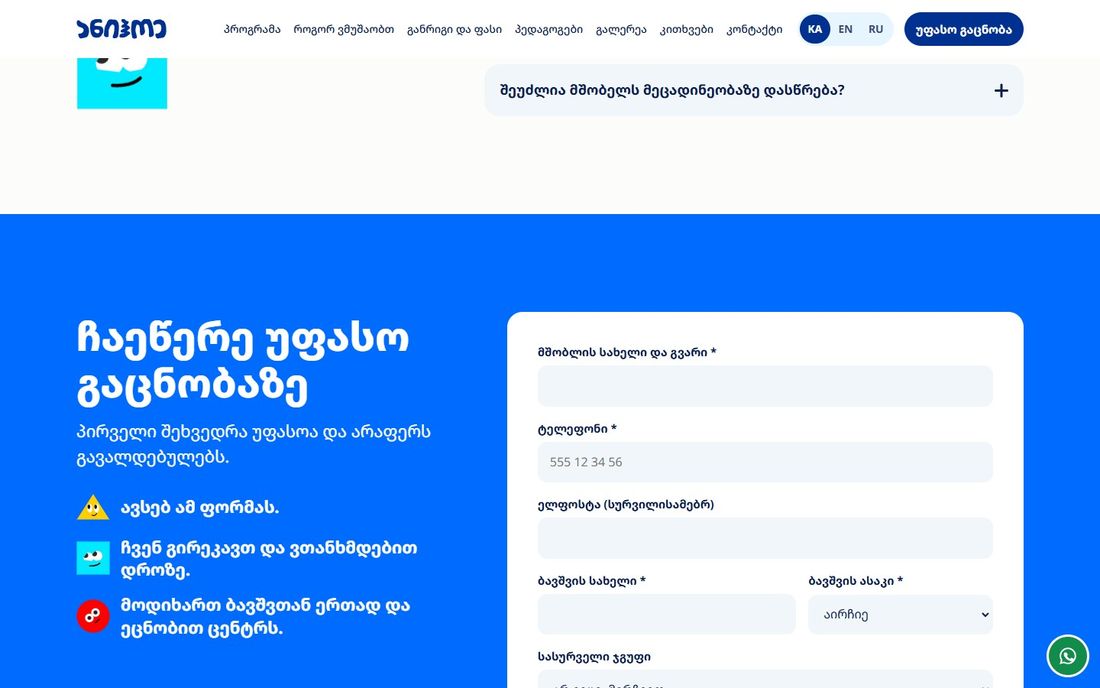 ანიჰოე
პროგრამა როგორ ვმუშაობთ განრიგი და ფასი პედაგოგები გალერეა კითხვები კონტაქტი KA EN RU უფასო გაცნობა
შეუძლია მშობელს მეცადინეობაზე დასწრება?
ჩაეწერე უფასო
გაცნობაზე
პირველი შეხვედრა უფასოა და არაფერს
გავალდებულებს.
ავსებ ამ ფორმას.
ჩვენ გირეკავთ და ვთანხმდებით
დროზე.
მოდიხართ ბავშვთან ერთად და
ეცნობით ცენტრს.
მშობლის სახელი და გვარი *
ტელეფონი *
555 12 34 56
ელფოსტა (სურვილისამებრ)
ბავშვის სახელი * ბავშვის ასაკი *
აირჩიე
სასურველი ჯგუფი